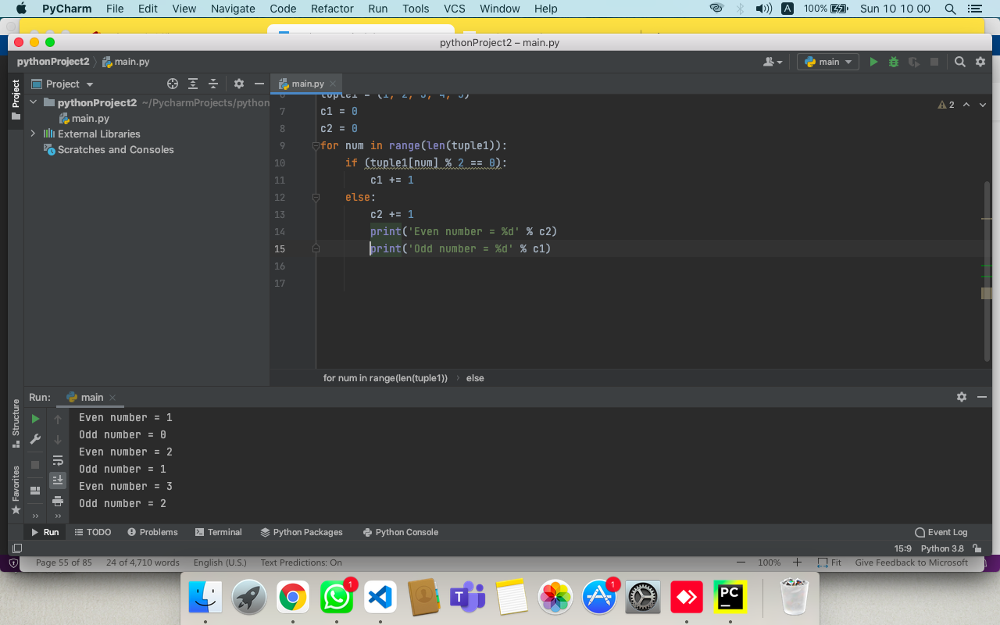 PyCharm File Edit View Navigate Code Refactor Run Tools VCS Window Help A 100% Sun 10 10 00
pythonProject2 – main.py
pythonProject2 main.py main
Project
Project
main.py
pythonProject2 ~/PycharmProjects/python
main.py
External Libraries
Scratches and Consoles
6 tuple1 = (1, 2, 3, 4, 5)
2
7 c1 = 0
8 c2 = 0
9 for num in range(len(tuple1)):
10 if (tuple1[num] % 2 == 0):
11 c1 += 1
12 else:
13 c2 += 1
14 print('Even number = %d' % c2)
15 print('Odd number = %d' % c1)
16
17
for num in range(len(tuple1)) › else
Run: main
Structure
Favorites
Even number = 1
Odd number = 0
Even number = 2
Odd number = 1
Even number = 3
Odd number = 2
Run TODO Problems Terminal Python Packages Python Console Event Log
15:9 Python 3.8
Page 55 of 85 24 of 4,710 words English (U.S.) Text Predictions: On 100% Fit Give Feedback to Microsoft
1
T
1
PC